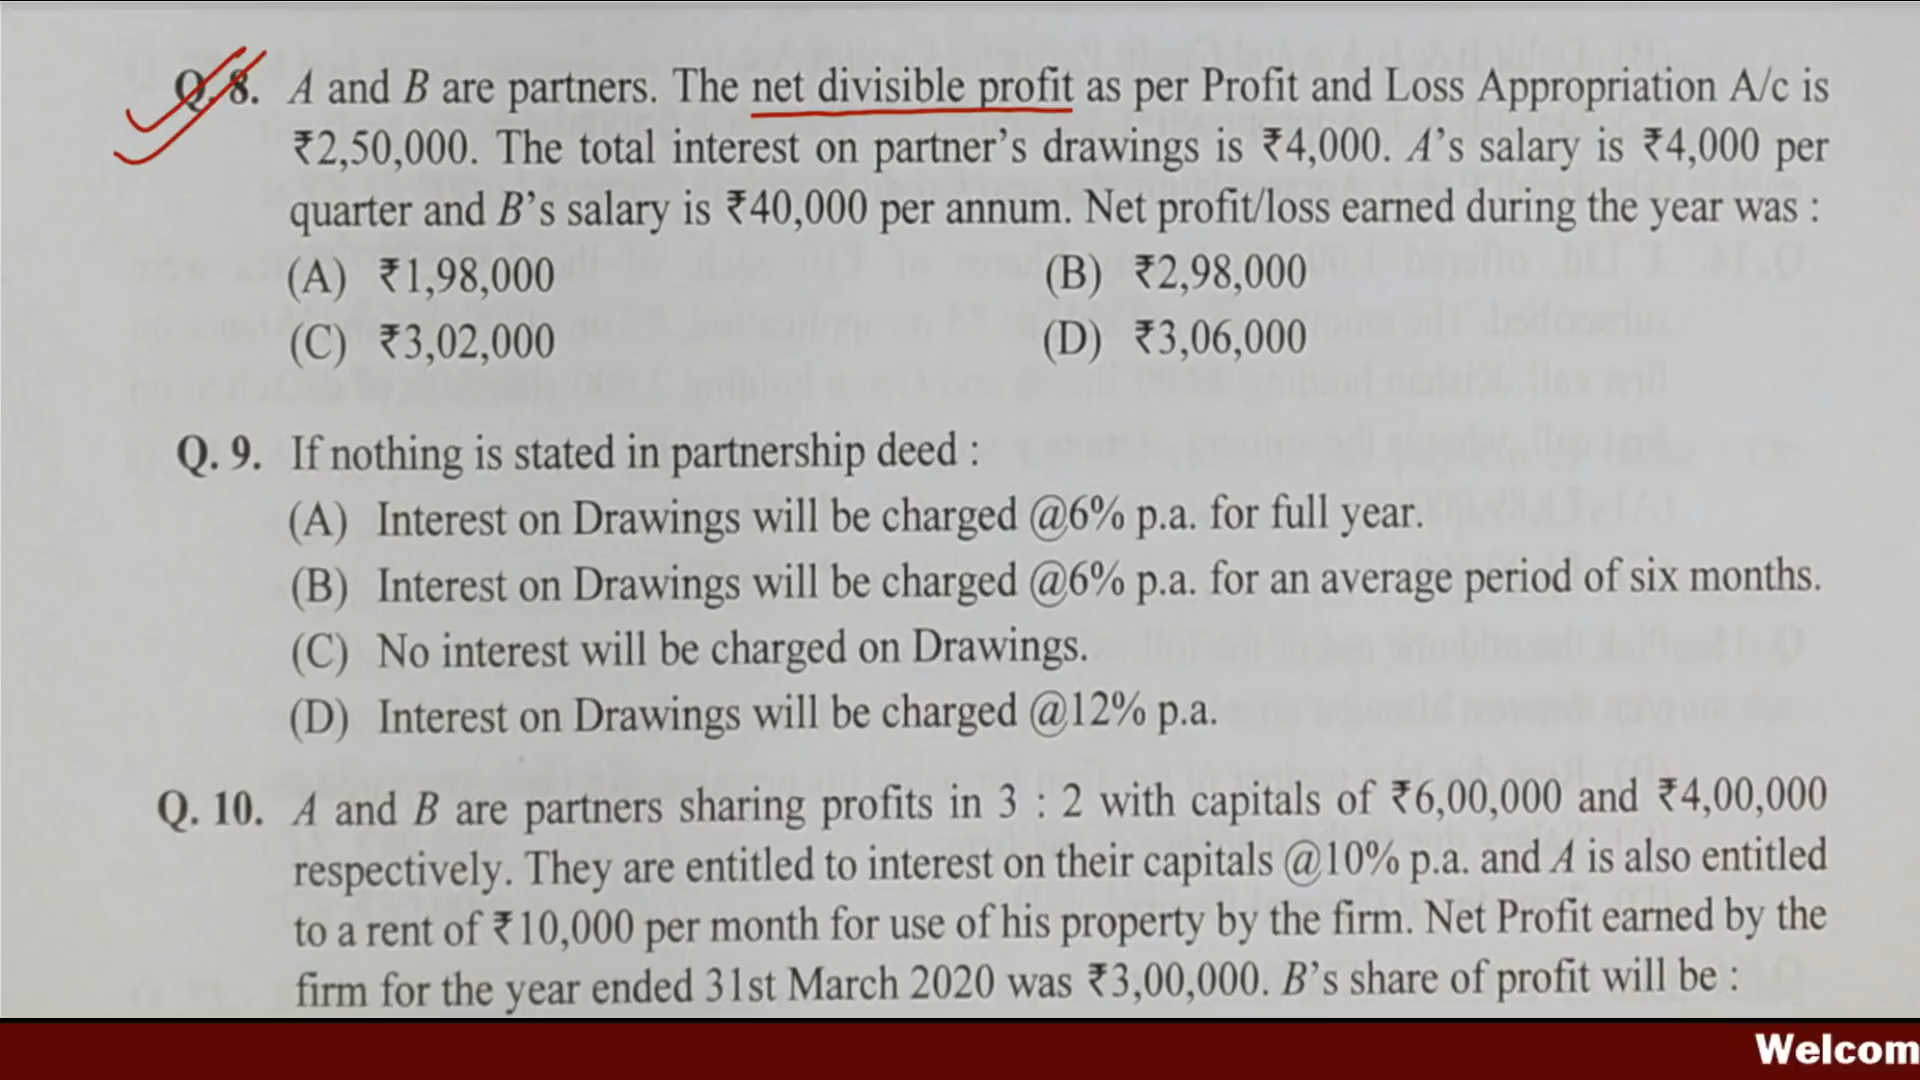 Q. 8. A and B are partners. The net divisible profit as per Profit and Loss Appropriation A/c is
₹2,50,000. The total interest on partner's drawings is ₹4,000. A's salary is ₹4,000 per
quarter and B's salary is ₹40,000 per annum. Net profit/loss earned during the year was :
(A) ₹1,98,000 (B) ₹2,98,000
(C) ₹3,02,000 (D) ₹3,06,000
Q. 9. If nothing is stated in partnership deed :
(A) Interest on Drawings will be charged @6% p.a. for full year.
(B) Interest on Drawings will be charged @6% p.a. for an average period of six months.
(C) No interest will be charged on Drawings.
(D) Interest on Drawings will be charged @12% p.a.
Q. 10. A and B are partners sharing profits in 3 : 2 with capitals of ₹6,00,000 and ₹4,00,000
respectively. They are entitled to interest on their capitals @10% p.a. and A is also entitled
to a rent of ₹10,000 per month for use of his property by the firm. Net Profit earned by the
firm for the year ended 31st March 2020 was ₹3,00,000. B's share of profit will be :
Welcom